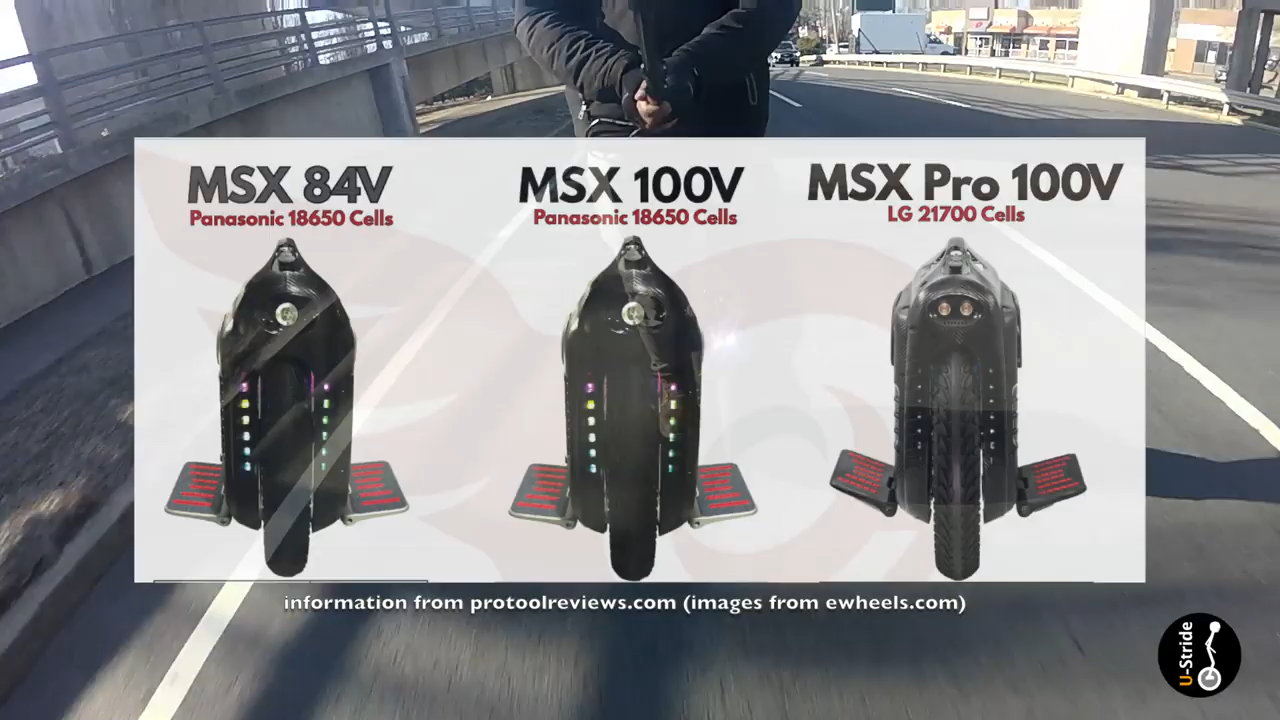 MSX 84V
Panasonic 18650 Cells
MSX 100V
Panasonic 18650 Cells
MSX Pro 100V
LG 21700 Cells
information from protoolreviews.com (images from ewheels.com)
U-Stride